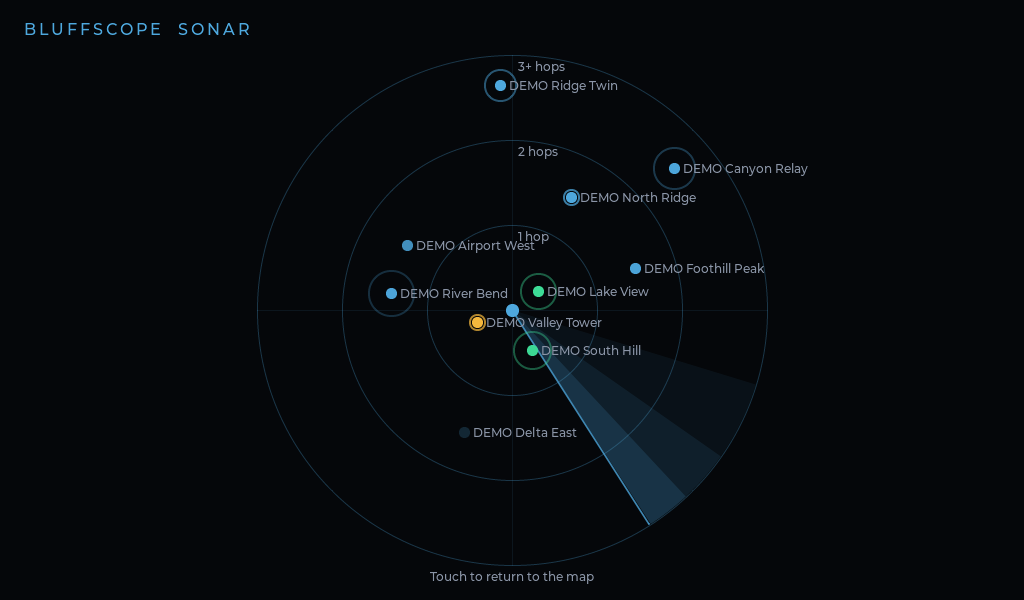 BLUFFSCOPE SONAR
3+ hops
DEMO Ridge Twin
2 hops
DEMO Canyon Relay
DEMO North Ridge
1 hop
DEMO Airport West
DEMO Foothill Peak
DEMO River Bend
DEMO Lake View
DEMO Valley Tower
DEMO South Hill
DEMO Delta East
Touch to return to the map